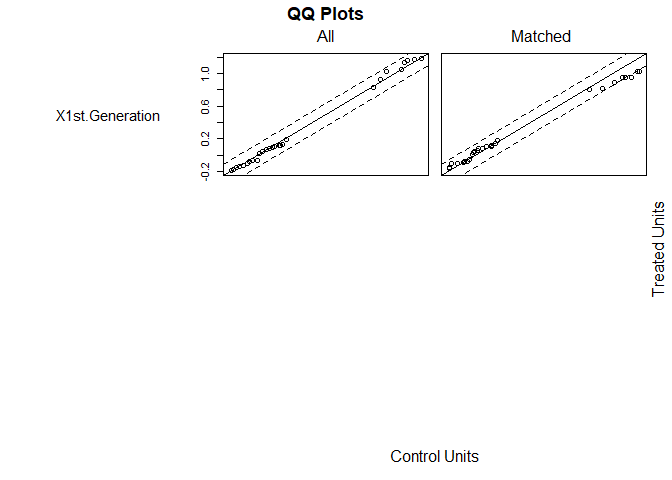 QQ Plots
All
Matched
X1st.Generation
1.0
0.6
0.2
-0.2
Treated Units
Control Units